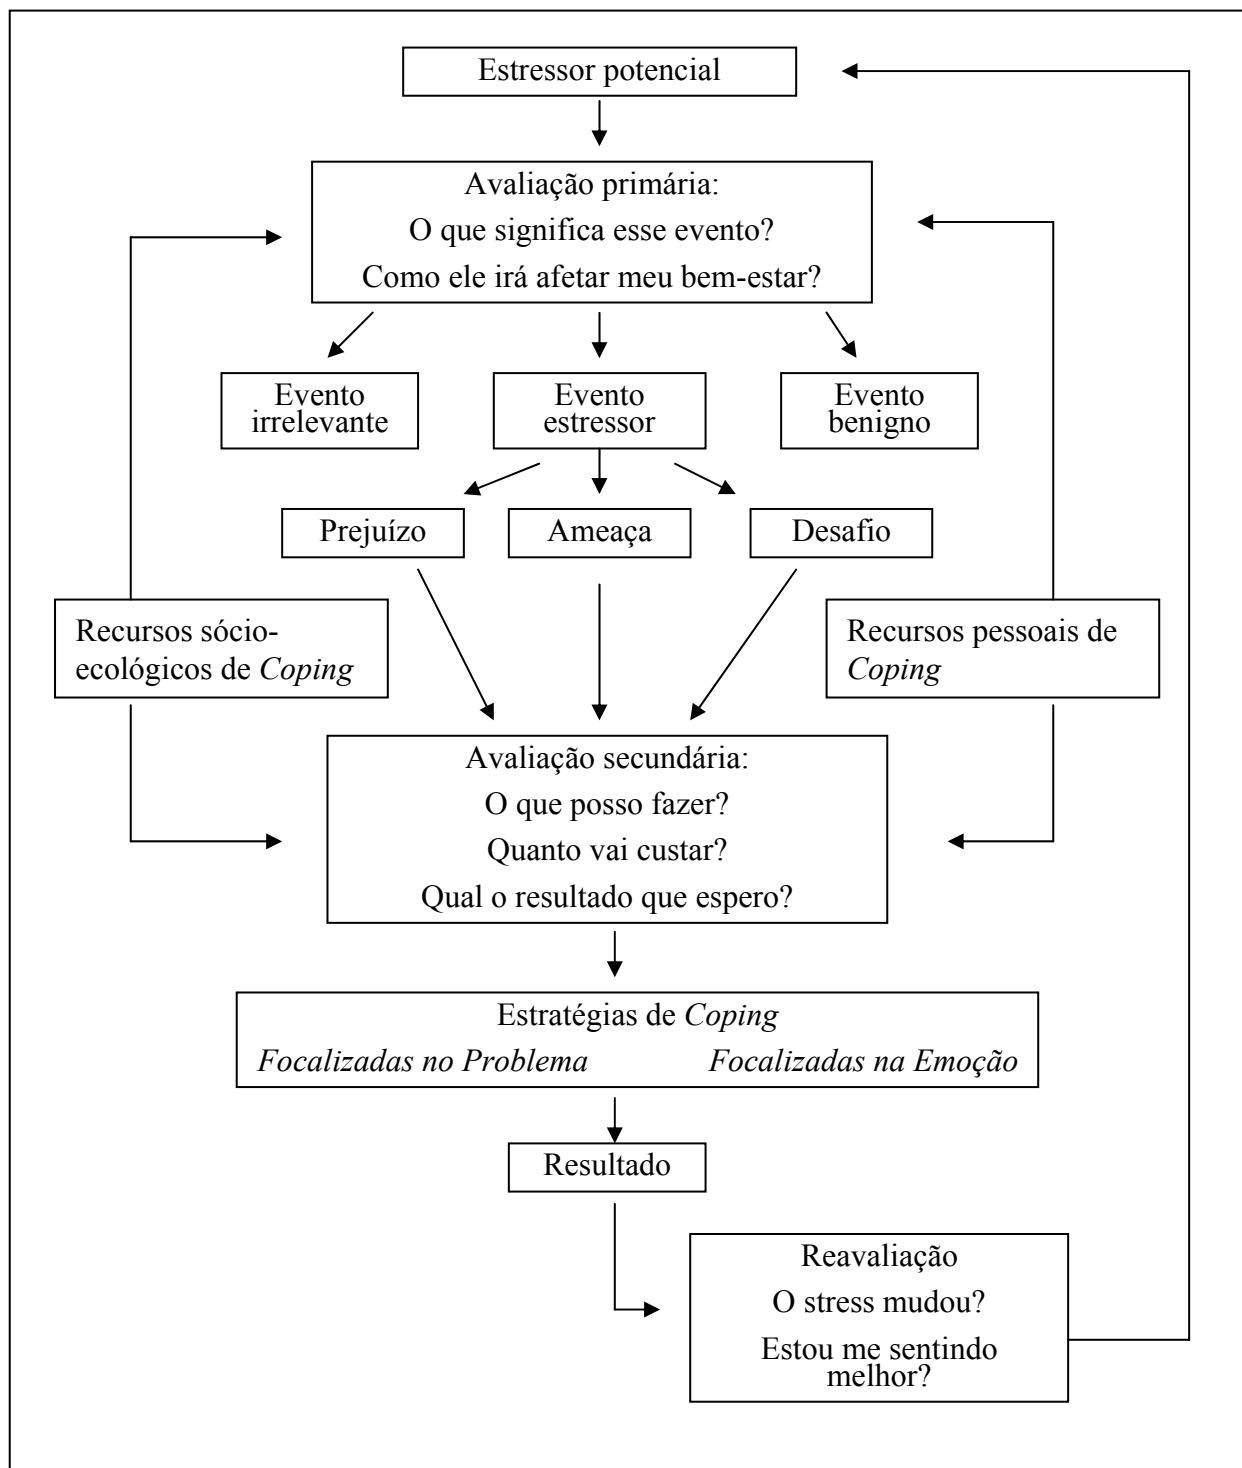 Estressor potencial
Avaliação primária:
O que significa esse evento?
Como ele irá afetar meu bem-estar?
Evento
irrelevante
Evento
estressor
Evento
benigno
Prejuízo
Ameaça
Desafio
Recursos sócio-
ecológicos de Coping
Recursos pessoais de
Coping
Avaliação secundária:
O que posso fazer?
Quanto vai custar?
Qual o resultado que espero?
Estratégias de Coping
Focalizadas no Problema Focalizadas na Emoção
Resultado
Reavaliação
O stress mudou?
Estou me sentindo
melhor?